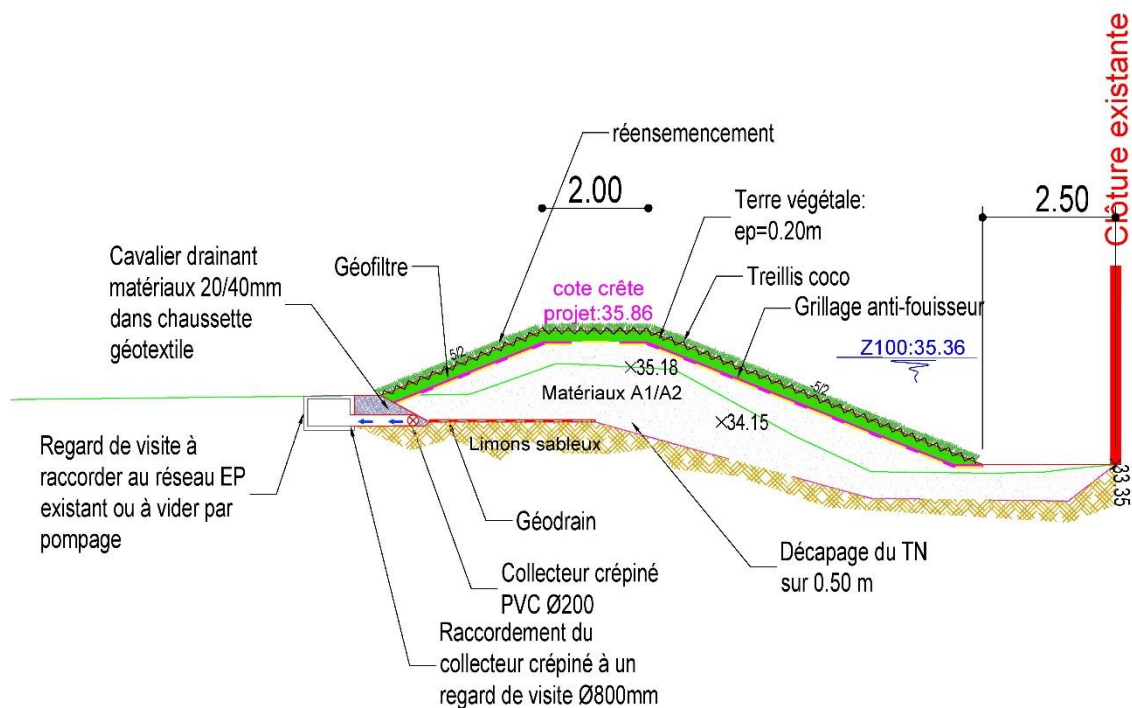 réensemencement
2.00
Terre végétale:
ep=0.20m
2.50
Clôture existante
Cavalier drainant
matériaux 20/40mm
dans chaussette
géotextile
Géofiltre
cote crête
projet:35.86
Treillis coco
Grillage anti-fouisseur
Z100:35.36
5/2
35.18
-5/2
Matériaux A1/A2
34.15
Limons sableux
33.35
Regard de visite à
raccorder au réseau EP
existant ou à vider par
pompage
Géodrain
Collecteur crépiné
PVC Ø200
Décapage du TN
sur 0.50 m
Raccordement du
collecteur crépiné à un
regard de visite Ø800mm